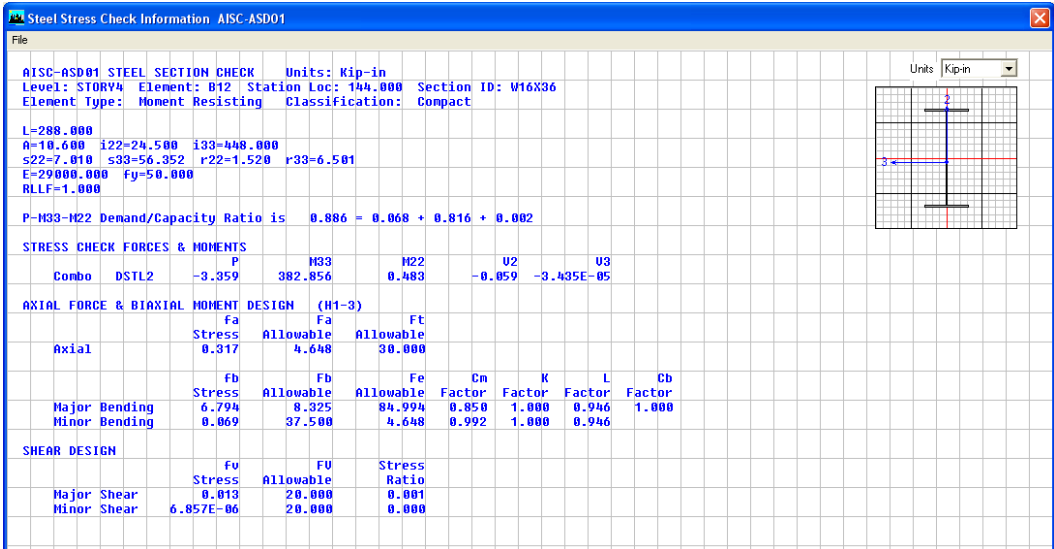 Steel Stress Check Information AISC-ASD01
File
Units Kip-in
AISC-ASD01 STEEL SECTION CHECK Units: Kip-in
Level: STORY4 Element: B12 Station Loc: 144.000 Section ID: W16X36
Element Type: Moment Resisting Classification: Compact
L=288.000
A=10.600 i22=24.500 i33=448.000
s22=7.010 s33=56.352 r22=1.520 r33=6.501
E=29000.000 fy=50.000
RLLF=1.000
P-M33-M22 Demand/Capacity Ratio is 0.886 = 0.068 + 0.816 + 0.002
STRESS CHECK FORCES & MOMENTS
P M33 M22 V2 V3
Combo DSTL2 -3.359 382.856 0.483 -0.059 -3.435E-05
AXIAL FORCE & BIAXIAL MOMENT DESIGN (H1-3)
fa Fa Ft
Stress Allowable Allowable
Axial 0.317 4.648 30.000
fb Fb Fe Cm K L Cb
Stress Allowable Allowable Factor Factor Factor Factor
Major Bending 6.794 8.325 84.994 0.850 1.000 0.946 1.000
Minor Bending 0.069 37.500 4.648 0.992 1.000 0.946
SHEAR DESIGN
fv FV Stress
Stress Allowable Ratio
Major Shear 0.013 20.000 0.001
Minor Shear 6.857E-06 20.000 0.000
2
3